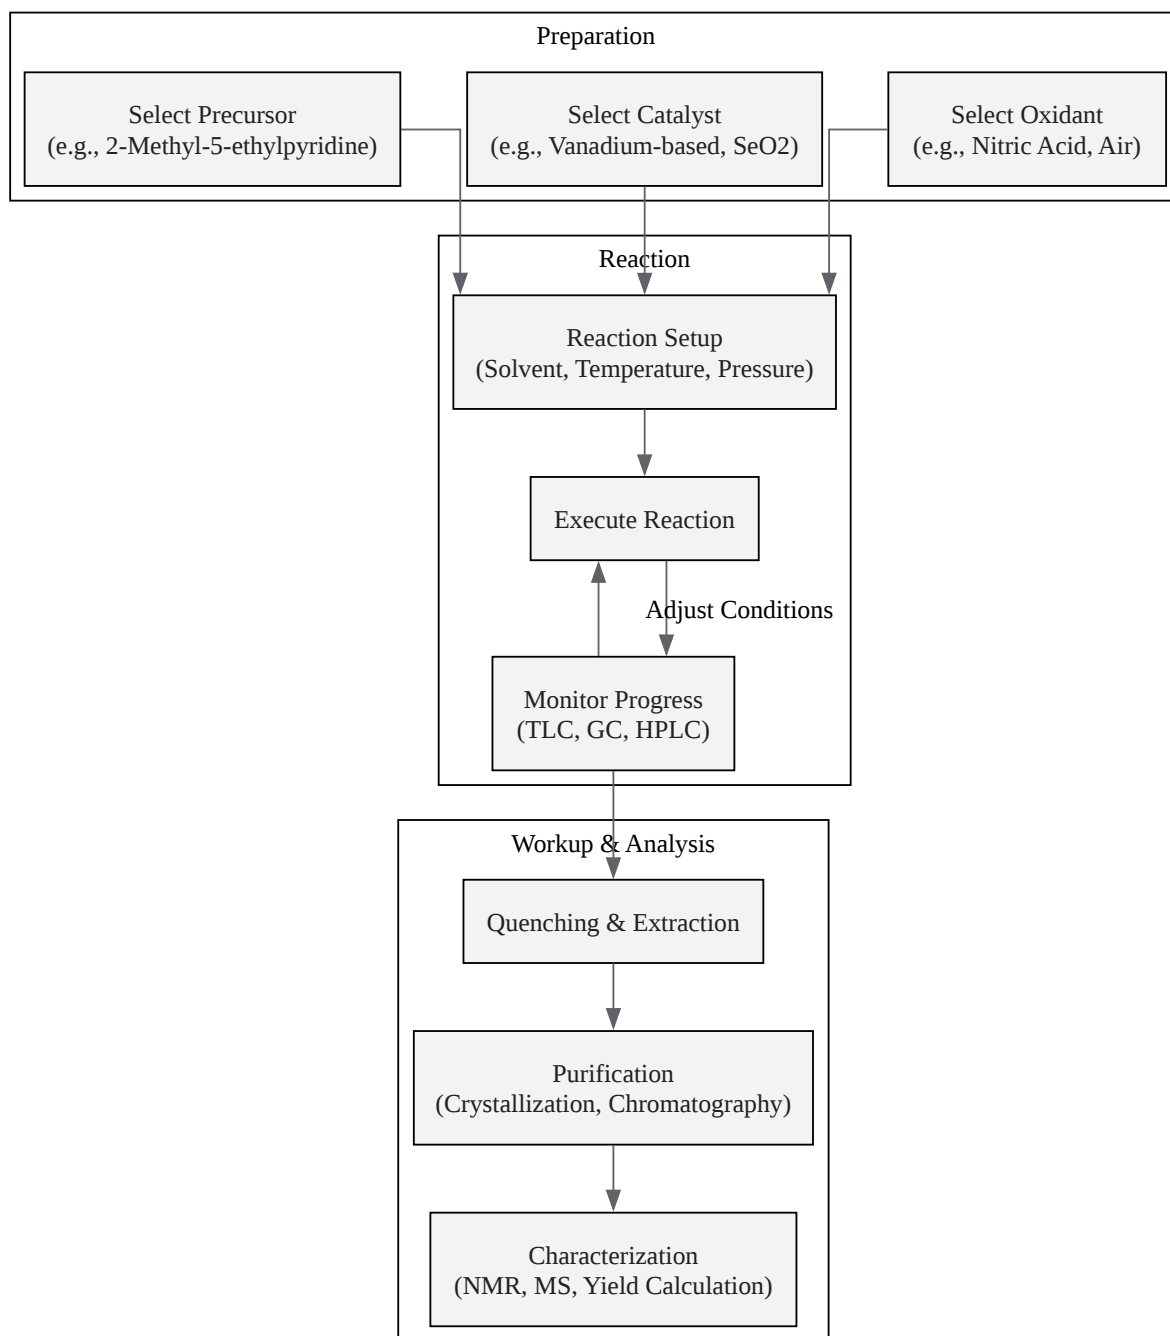 Preparation
Select Precursor
(e.g., 2-Methyl-5-ethylpyridine)
Select Catalyst
(e.g., Vanadium-based, SeO2)
Select Oxidant
(e.g., Nitric Acid, Air)
Reaction
Reaction Setup
(Solvent, Temperature, Pressure)
Execute Reaction
Adjust Conditions
Monitor Progress
(TLC, GC, HPLC)
Workup & Analysis
Quenching & Extraction
Purification
(Crystallization, Chromatography)
Characterization
(NMR, MS, Yield Calculation)